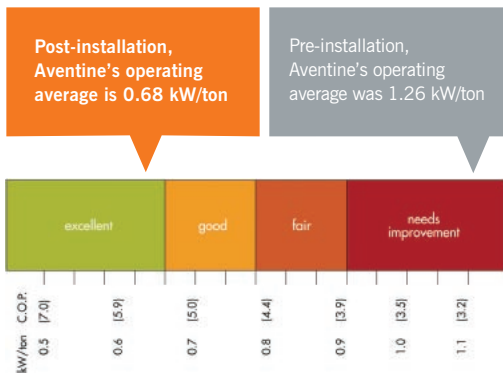 Post-installation,
Aventine's operating
average is 0.68 kW/ton
Pre-installation,
Aventine's operating
average was 1.26 kW/ton
excellent
good
fair
needs
improvement
C.O.P.
(7.0)
(5.9)
(5.0)
(4.4)
(3.9)
(3.5)
(3.2)
kW/ton
0.5
0.6
0.7
0.8
0.9
1.0
1.1